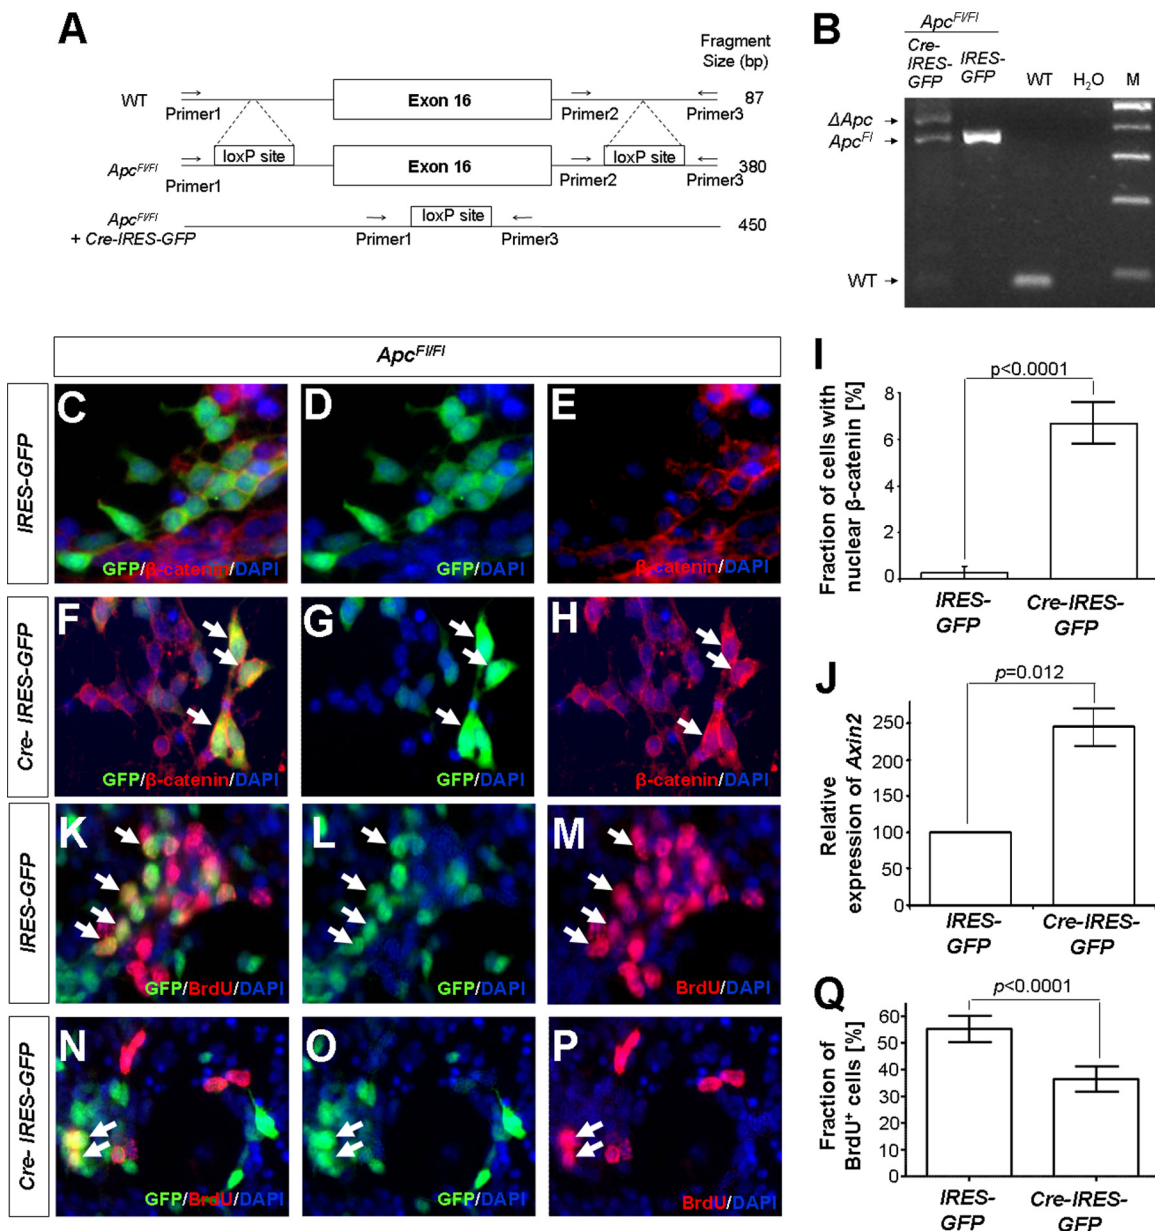 A
Fragment
Size (bp)
WT
Exon 16
87
Primer1
Primer2
Primer3
loxP site
loxP site
Apc^Fl/Fl
Exon 16
380
Primer1
Primer2
Primer3
Apc^Fl/Fl
+ Cre-IRES-GFP
loxP site
450
Primer1
Primer3
B
Apc^Fl/Fl
Cre-
IRES-
GFP
IRES-
GFP
WT
H₂O
M
ΔApc
Apc^Fl
WT
Apc^Fl/Fl
IRES-GFP
C
GFP/β-catenin/DAPI
D
GFP/DAPI
E
β-catenin/DAPI
Cre- IRES-GFP
F
GFP/β-catenin/DAPI
G
GFP/DAPI
H
β-catenin/DAPI
IRES-GFP
K
GFP/BrdU/DAPI
L
GFP/DAPI
M
BrdU/DAPI
Cre- IRES-GFP
N
GFP/BrdU/DAPI
O
GFP/DAPI
P
BrdU/DAPI
I
p<0.0001
Fraction of cells with
nuclear β-catenin [%]
8
6
4
2
0
IRES-
GFP
Cre-IRES-
GFP
J
p=0.012
Relative
expression of Axin2
250
200
150
100
50
0
IRES-
GFP
Cre-IRES-
GFP
Q
p<0.0001
Fraction of
BrdU⁺ cells [%]
60
50
40
30
20
10
0
IRES-
GFP
Cre-IRES-
GFP